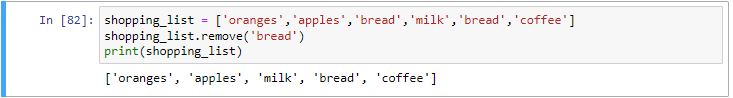 In [82]: shopping_list = ['oranges','apples','bread','milk','bread','coffee']
shopping_list.remove('bread')
print(shopping_list)
['oranges', 'apples', 'milk', 'bread', 'coffee']